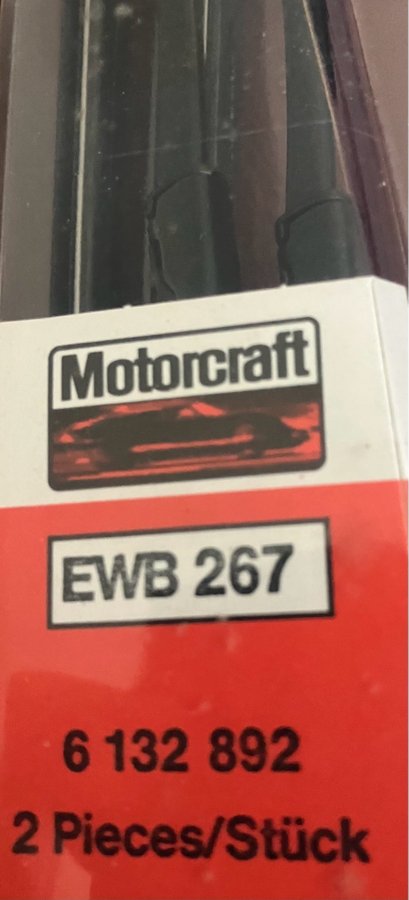 Motorcraft
EWB 267
6 132 892
2 Pieces/Stück